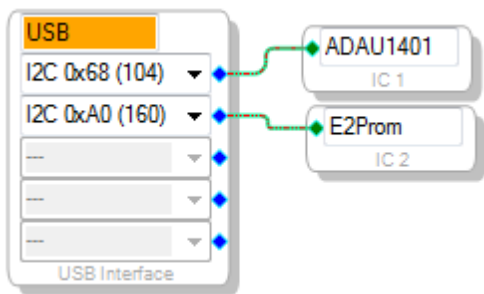 USB
I2C 0x68 (104)
I2C 0xA0 (160)
---
---
---
USB Interface
ADAU1401
IC 1
E2Prom
IC 2